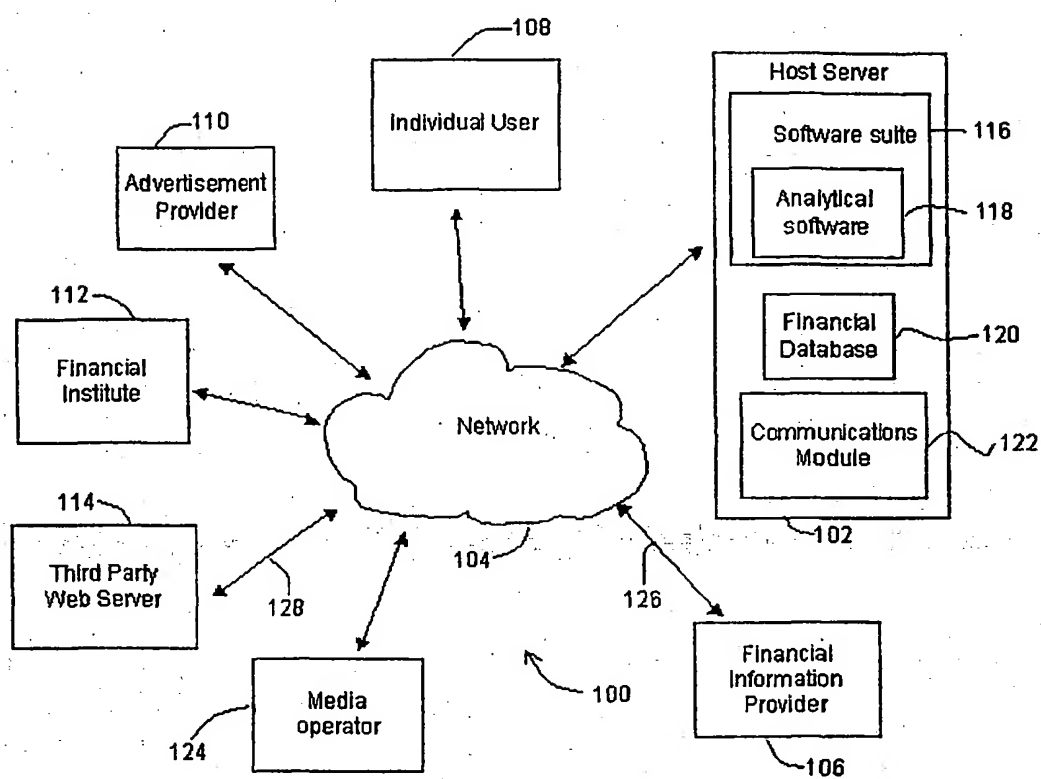 108
Individual User
110
Advertisement
Provider
112
Financial
Institute
114
Third Party
Web Server
128
Network
104
Host Server
Software suite
116
Analytical
software
118
Financial
Database
120
Communications
Module
122
102
126
Media
operator
124
100
Financial
Information
Provider
106